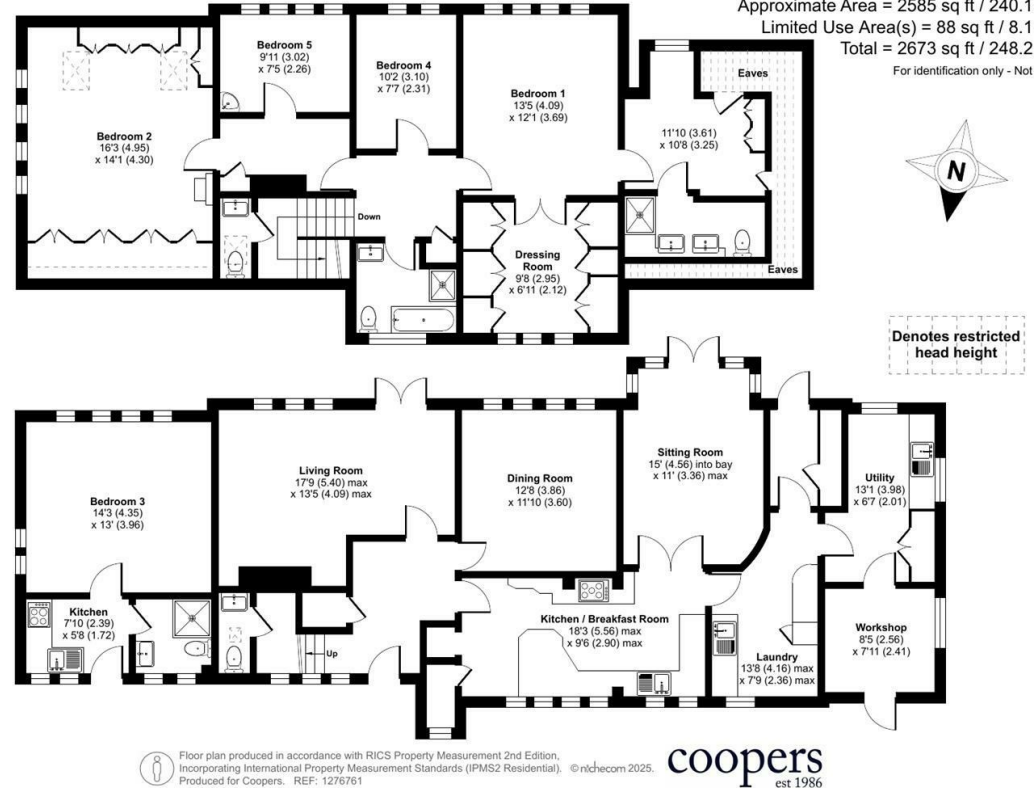 Approximate Area = 2585 sq ft / 240.1
Limited Use Area(s) = 88 sq ft / 8.1
Total = 2673 sq ft / 248.2
For identification only - Not
Bedroom 5
9'11 (3.02)
x 7'5 (2.26)
Bedroom 4
10'2 (3.10)
x 7'7 (2.31)
Bedroom 1
13'5 (4.09)
x 12'1 (3.69)
Eaves
Bedroom 2
16'3 (4.95)
x 14'1 (4.30)
11'10 (3.61)
x 10'8 (3.25)
N
Down
Dressing
Room
9'8 (2.95)
x 6'11 (2.12)
Eaves
Denotes restricted
head height
Bedroom 3
14'3 (4.35)
x 13' (3.96)
Living Room
17'9 (5.40) max
x 13'5 (4.09) max
Dining Room
12'8 (3.86)
x 11'10 (3.60)
Sitting Room
15' (4.56) into bay
x 11' (3.36) max
Utility
13'1 (3.98)
x 6'7 (2.01)
Kitchen
7'10 (2.39)
x 5'8 (1.72)
Up
Kitchen / Breakfast Room
18'3 (5.56) max
x 9'6 (2.90) max
Laundry
13'8 (4.16) max
x 7'9 (2.36) max
Workshop
8'5 (2.56)
x 7'11 (2.41)
Floor plan produced in accordance with RICS Property Measurement 2nd Edition,
Incorporating International Property Measurement Standards (IPMS2 Residential). © nichecom 2025.
Produced for Coopers. REF: 1276761
coopers
est 1986